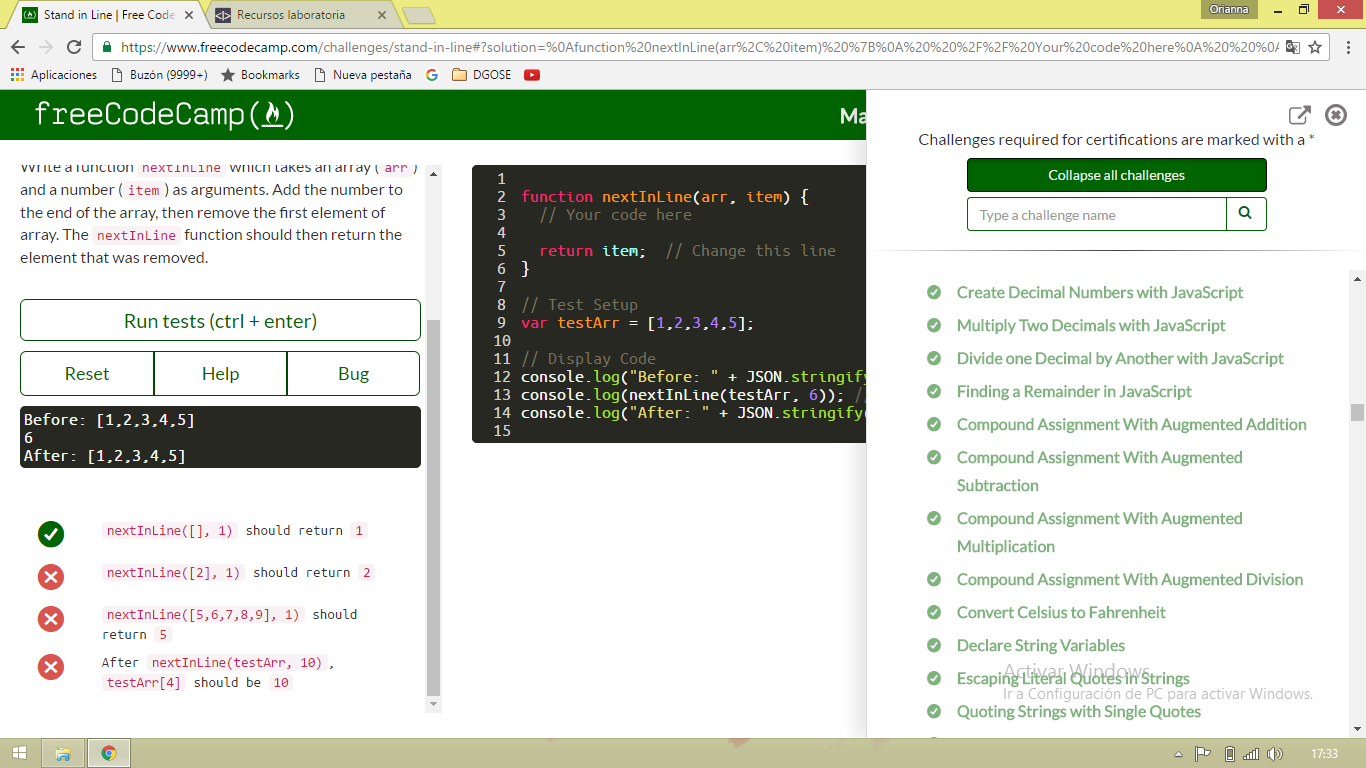 Stand in Line | Free Code
Recursos laboratoria
Orianna
https://www.freecodecamp.com/challenges/stand-in-line#?solution=%0Afunction%20nextInLine(arr%2C%20item)%20%7B%0A%20%20%2F%2F%20Your%20code%20here%0A%20%20%20%0A
Aplicaciones
Buzón (9999+)
Bookmarks
Nueva pestaña
G
DGOSE
freeCodeCamp
Ma
Write a function nextInLine which takes an array ( arr )
and a number ( item ) as arguments. Add the number to
the end of the array, then remove the first element of
array. The nextInLine function should then return the
element that was removed.
Run tests (ctrl + enter)
Reset
Help
Bug
Before: [1,2,3,4,5]
6
After: [1,2,3,4,5]
nextInLine([], 1) should return 1
nextInLine([2], 1) should return 2
nextInLine([5,6,7,8,9], 1) should
return 5
After nextInLine(testArr, 10) ,
testArr[4] should be 10
1
2 function nextInLine(arr, item) {
3 // Your code here
4
5 return item; // Change this line
6 }
7
8 // Test Setup
9 var testArr = [1,2,3,4,5];
10
11 // Display Code
12 console.log("Before: " + JSON.stringify
13 console.log(nextInLine(testArr, 6)); /
14 console.log("After: " + JSON.stringify(
15
Challenges required for certifications are marked with a *
Collapse all challenges
Type a challenge name
Create Decimal Numbers with JavaScript
Multiply Two Decimals with JavaScript
Divide one Decimal by Another with JavaScript
Finding a Remainder in JavaScript
Compound Assignment With Augmented Addition
Compound Assignment With Augmented
Subtraction
Compound Assignment With Augmented
Multiplication
Compound Assignment With Augmented Division
Convert Celsius to Fahrenheit
Declare String Variables
Activar Windows
Escaping Literal Quotes in Strings
Ir a Configuración de PC para activar Windows.
Quoting Strings with Single Quotes
17:33